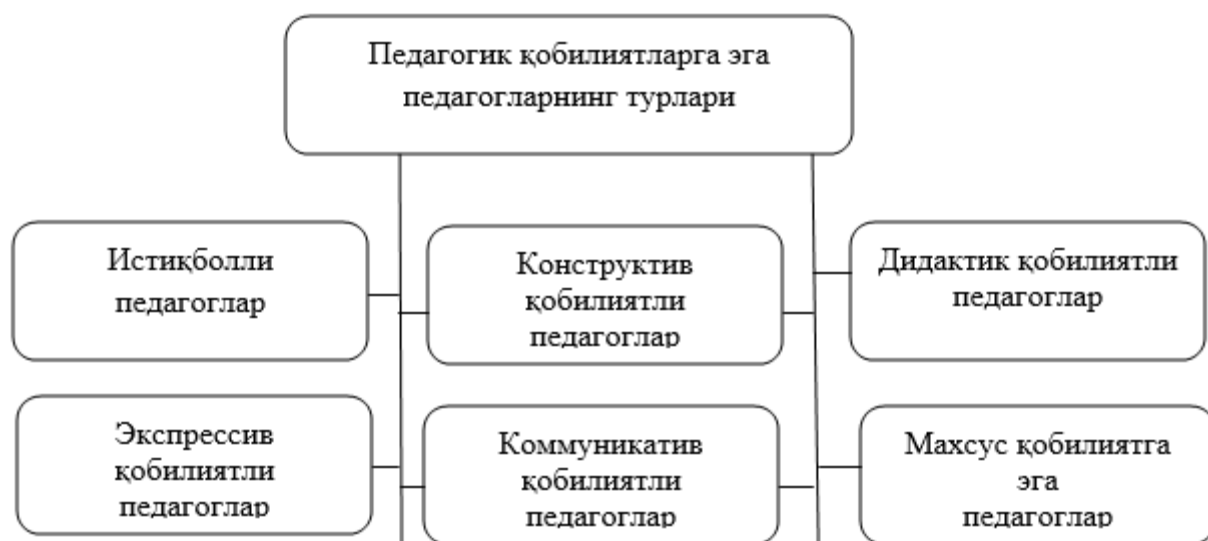 Педагогик қобилиятларга эга
педагогларнинг турлари
Истиқболли
педагоглар
Конструктив
қобилиятли
педагоглар
Дидактик қобилиятли
педагоглар
Экспрессив
қобилиятли
педагоглар
Коммуникатив
қобилиятли
педагоглар
Махсус қобилиятга
эга
педагоглар